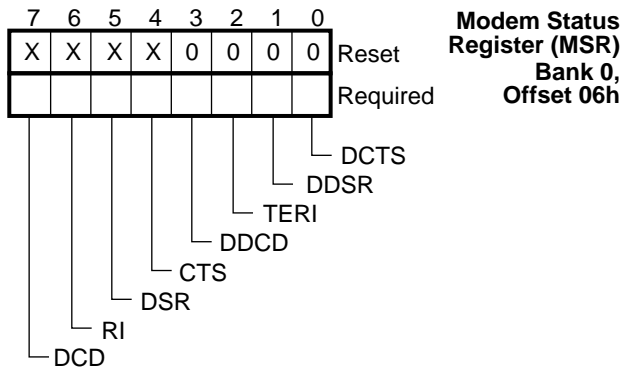 7 6 5 4 3 2 1 0
X X X X 0 0 0 0 Reset
Required
Modem Status
Register (MSR)
Bank 0,
Offset 06h
DCTS
DDSR
TERI
DDCD
CTS
DSR
RI
DCD